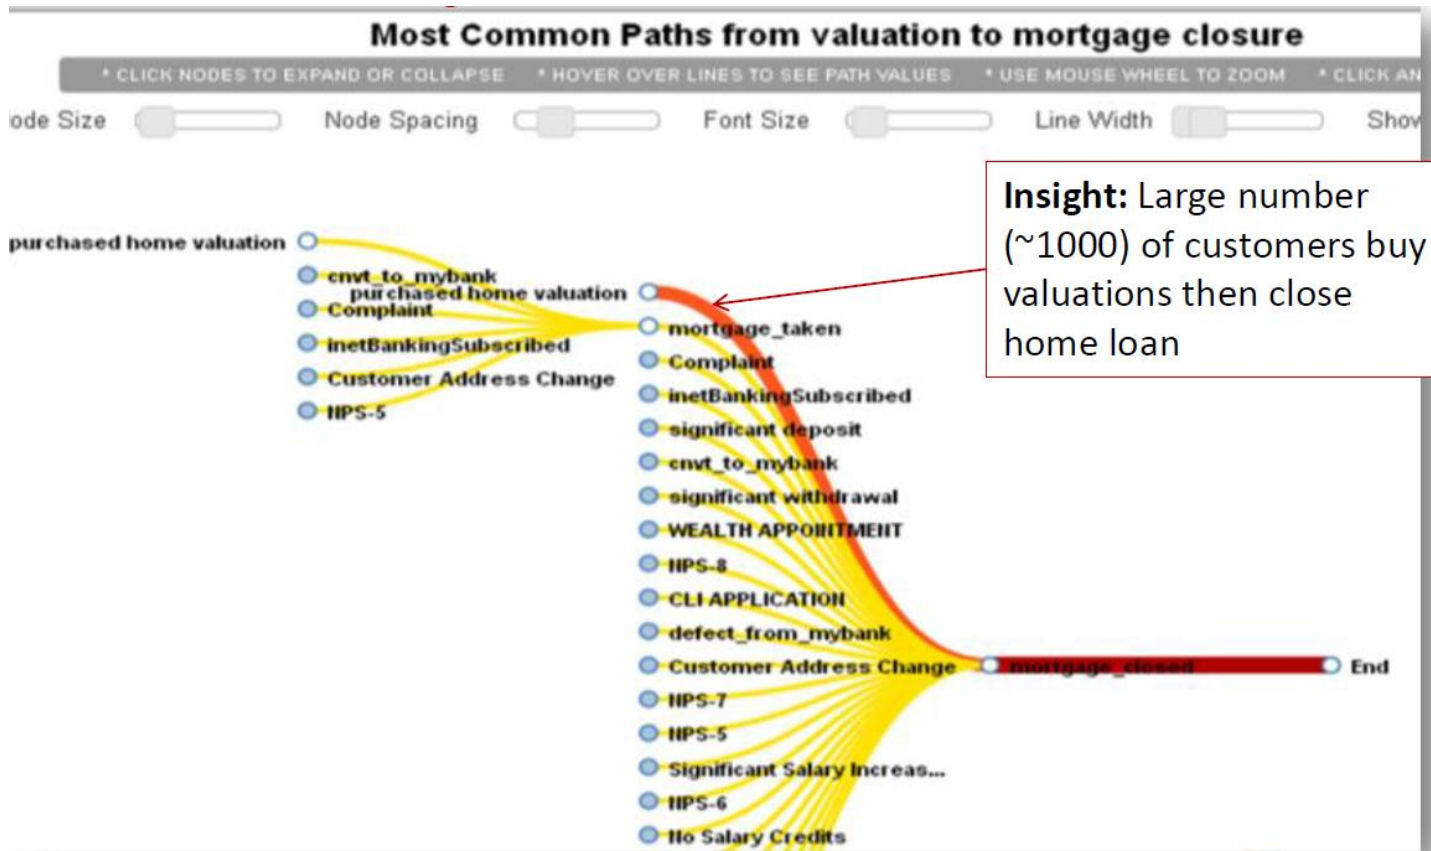 Most Common Paths from valuation to mortgage closure
* CLICK NODES TO EXPAND OR COLLAPSE * HOVER OVER LINES TO SEE PATH VALUES * USE MOUSE WHEEL TO ZOOM * CLICK AN
ode Size Node Spacing Font Size Line Width Show
Insight: Large number
(~1000) of customers buy
valuations then close
home loan
purchased home valuation
cnvt_to_mybank
Complaint
inetBankingSubscribed
Customer Address Change
NPS-5
purchased home valuation
mortgage_taken
Complaint
inetBankingSubscribed
significant deposit
cnvt_to_mybank
significant withdrawal
WEALTH APPOINTMENT
NPS-8
CLI APPLICATION
defect_from_mybank
Customer Address Change
NPS-7
NPS-5
Significant Salary Increas...
NPS-6
No Salary Credits
mortgage_closed
End